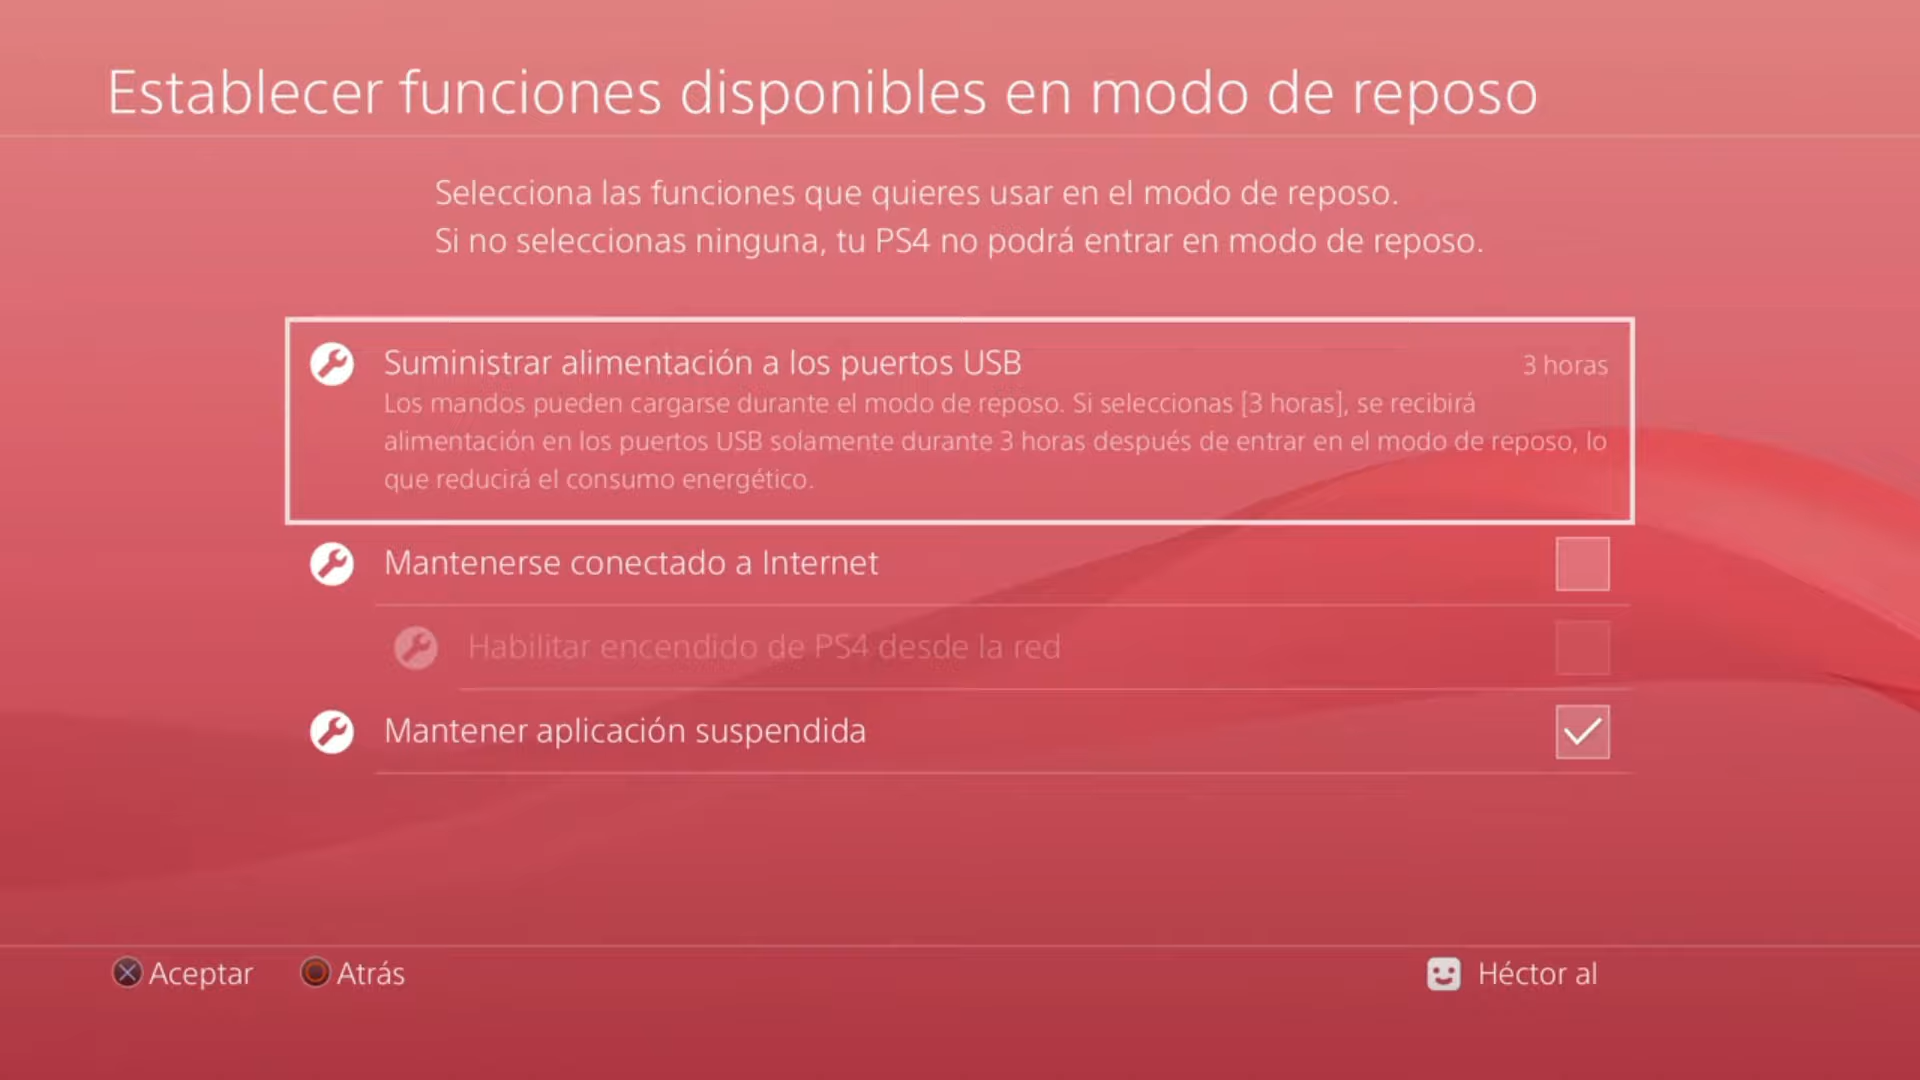 Establecer funciones disponibles en modo de reposo
Selecciona las funciones que quieres usar en el modo de reposo.
Si no seleccionas ninguna, tu PS4 no podrá entrar en modo de reposo.
Suministrar alimentación a los puertos USB
3 horas
Los mandos pueden cargarse durante el modo de reposo. Si seleccionas [3 horas], se recibirá
alimentación en los puertos USB solamente durante 3 horas después de entrar en el modo de reposo, lo
que reducirá el consumo energético.
Mantenerse conectado a Internet
Habilitar encendido de PS4 desde la red
Mantener aplicación suspendida
Aceptar
Atrás
Héctor al